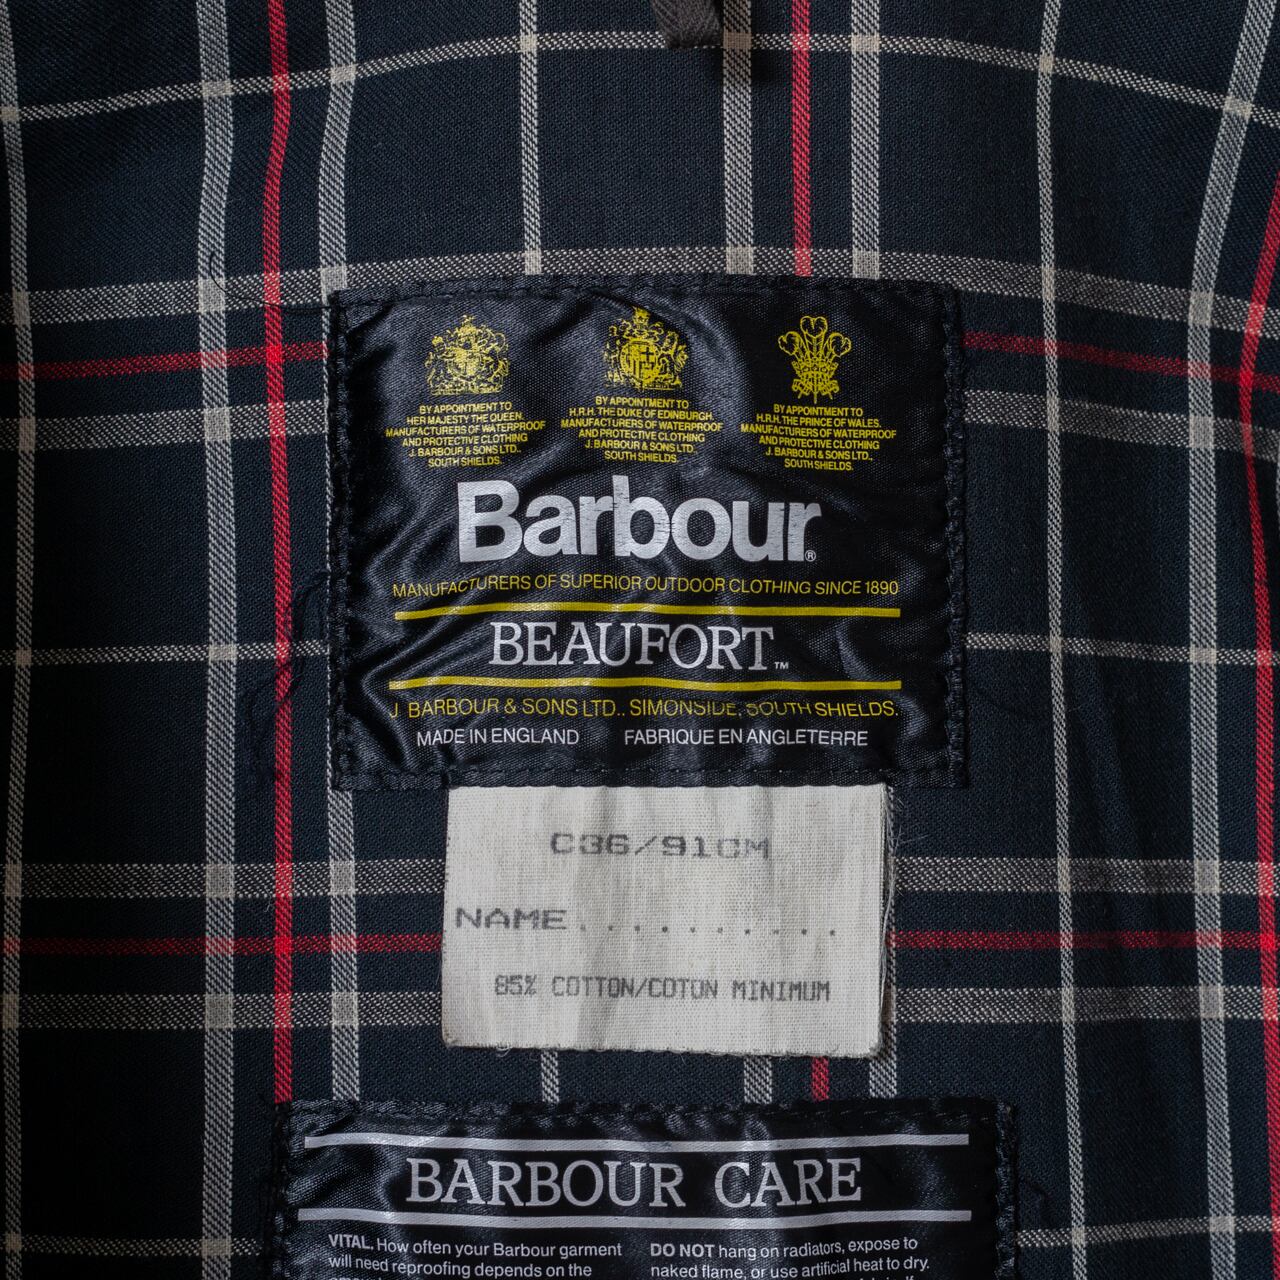 BY APPOINTMENT TO
HER MAJESTY THE QUEEN.
MANUFACTURERS OF WATERPROOF
AND PROTECTIVE CLOTHING
J. BARBOUR & SONS LTD.,
SOUTH SHIELDS.
BY APPOINTMENT TO
H.R.H. THE DUKE OF EDINBURGH.
MANUFACTURERS OF WATERPROOF
AND PROTECTIVE CLOTHING
J. BARBOUR & SONS LTD.,
SOUTH SHIELDS.
BY APPOINTMENT TO
H.R.H. THE PRINCE OF WALES.
MANUFACTURERS OF WATERPROOF
AND PROTECTIVE CLOTHING
J. BARBOUR & SONS LTD.,
SOUTH SHIELDS.
Barbour®
MANUFACTURERS OF SUPERIOR OUTDOOR CLOTHING SINCE 1890
BEAUFORT™
J. BARBOUR & SONS LTD., SIMONSIDE, SOUTH SHIELDS.
MADE IN ENGLAND FABRIQUE EN ANGLETERRE
C36/91CM
NAME..........
85% COTTON/COTON MINIMUM
BARBOUR CARE
VITAL. How often your Barbour garment
will need reproofing depends on the
DO NOT hang on radiators, expose to
naked flame, or use artificial heat to dry.